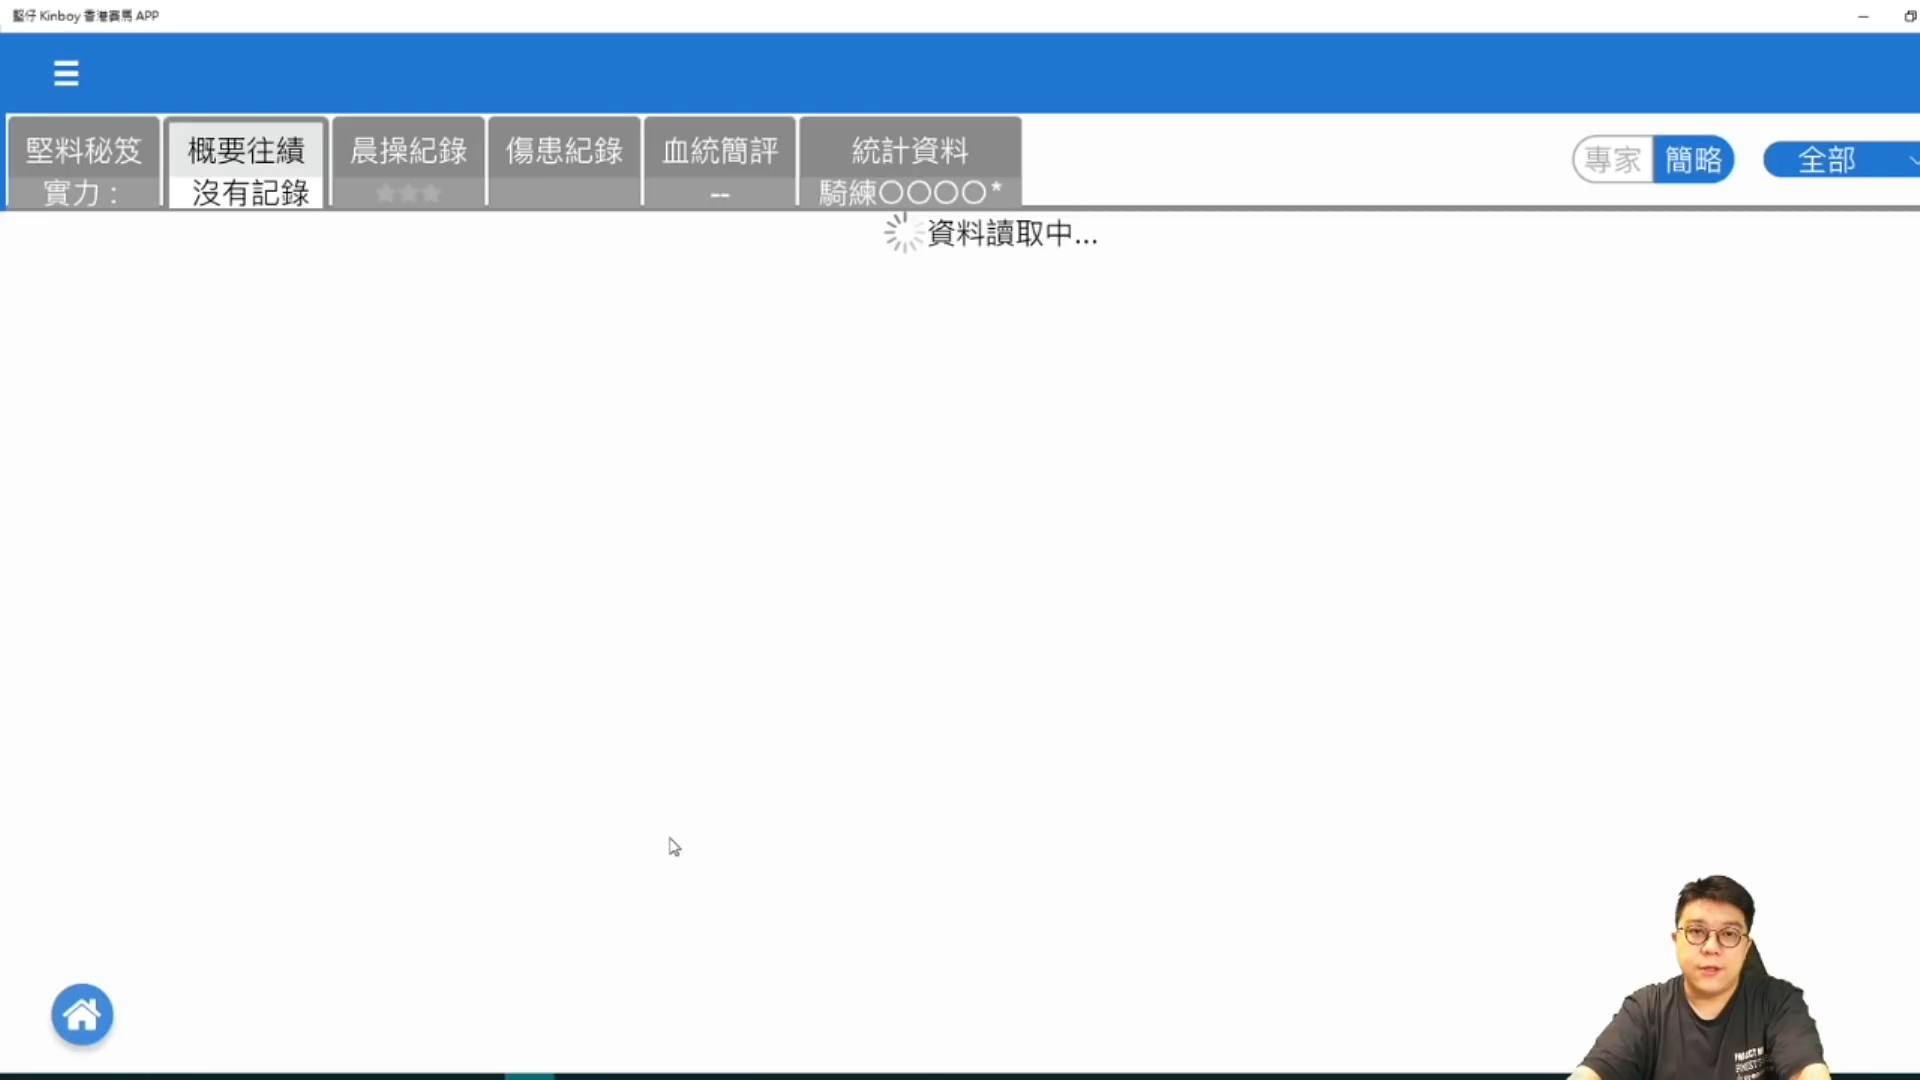 堅仔 Kinboy 香港賽馬 APP
堅料秘笈
概要往績
晨操紀錄
傷患紀錄
血統簡評
統計資料
專家
簡略
全部
實力：
沒有記錄
★★★
--
騎練〇〇〇〇*
資料讀取中...